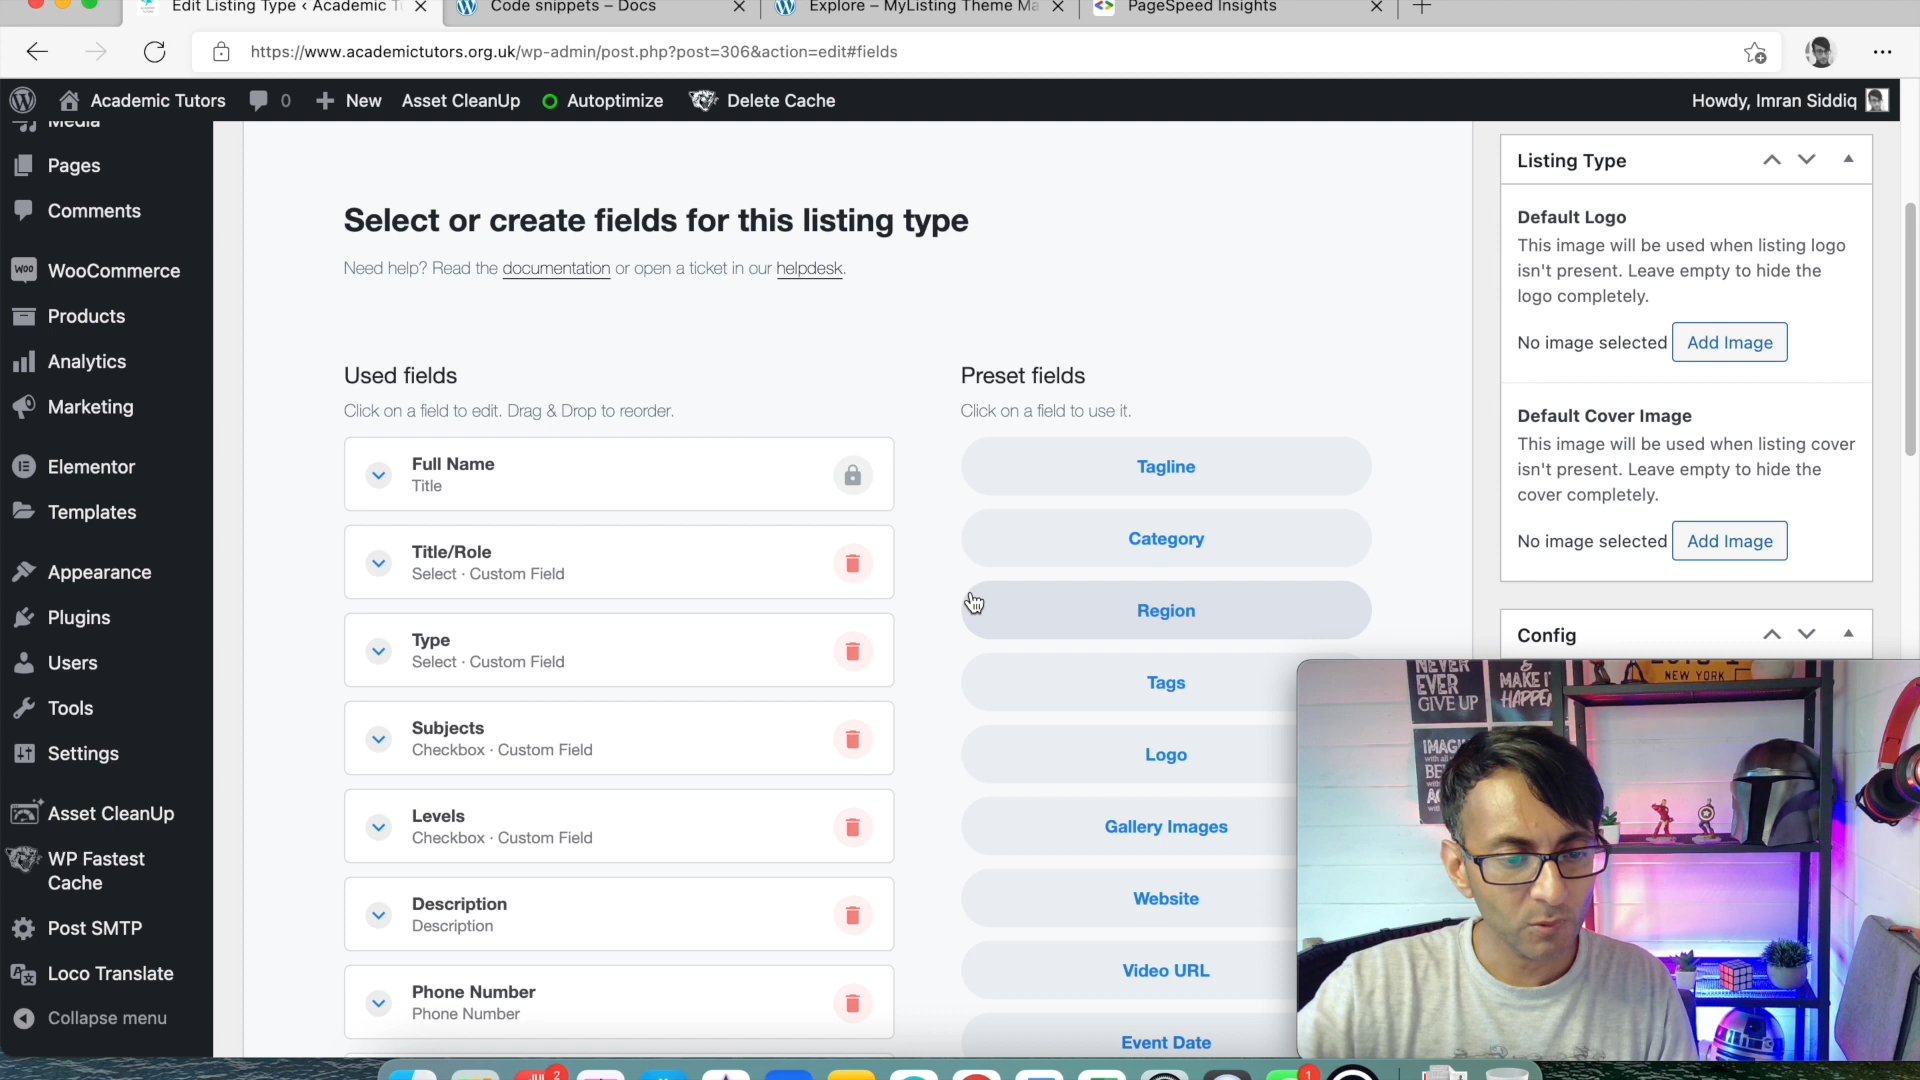 Edit Listing Type ‹ Academic T
Code snippets – Docs
Explore – MyListing Theme Ma
PageSpeed Insights
https://www.academictutors.org.uk/wp-admin/post.php?post=306&action=edit#fields
Academic Tutors
0
New
Asset CleanUp
Autoptimize
Delete Cache
Howdy, Imran Siddiq
Media
Pages
Comments
WooCommerce
Products
Analytics
Marketing
Elementor
Templates
Appearance
Plugins
Users
Tools
Settings
Asset CleanUp
WP Fastest
Cache
Post SMTP
Loco Translate
Collapse menu
Select or create fields for this listing type
Need help? Read the documentation or open a ticket in our helpdesk.
Used fields
Click on a field to edit. Drag & Drop to reorder.
Full Name
Title
Title/Role
Select · Custom Field
Type
Select · Custom Field
Subjects
Checkbox · Custom Field
Levels
Checkbox · Custom Field
Description
Description
Phone Number
Phone Number
Preset fields
Click on a field to use it.
Tagline
Category
Region
Tags
Logo
Gallery Images
Website
Video URL
Event Date
Listing Type
Default Logo
This image will be used when listing logo
isn't present. Leave empty to hide the
logo completely.
No image selected
Add Image
Default Cover Image
This image will be used when listing cover
isn't present. Leave empty to hide the
cover completely.
No image selected
Add Image
Config
NEVER
EVER
GIVE UP
&
MAKE IT
HAPPEN
NEW YORK
2
1